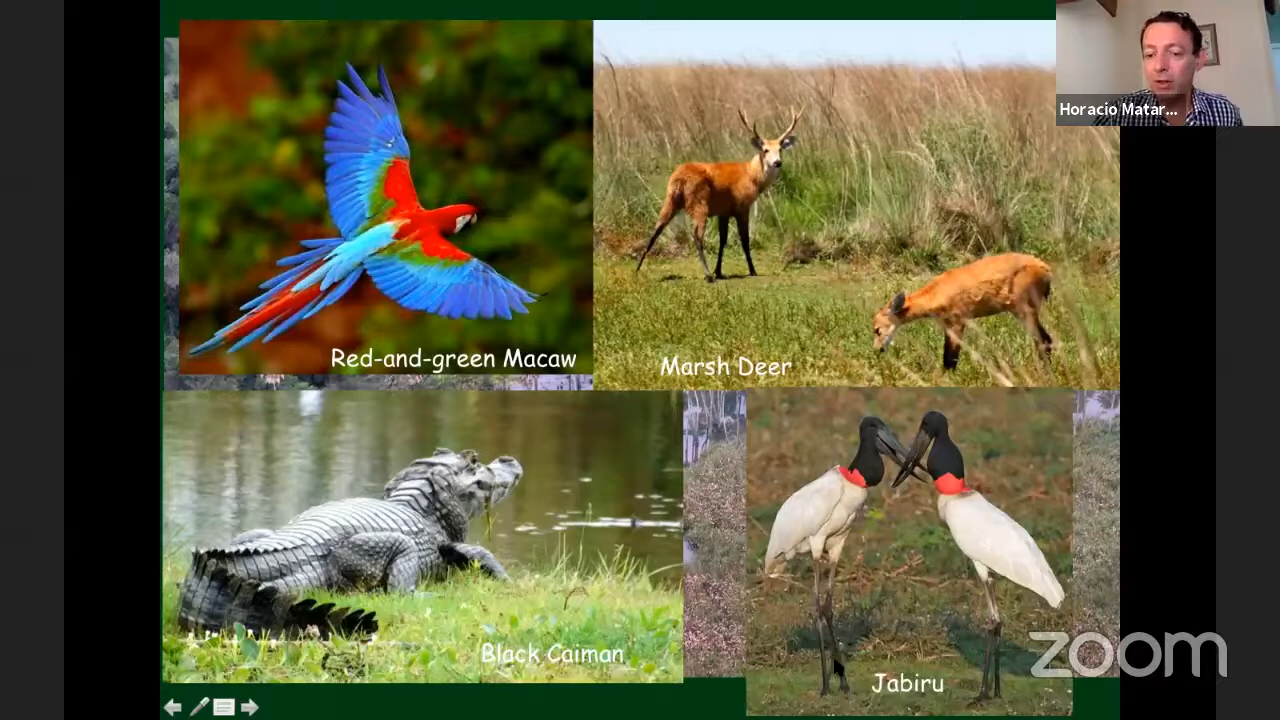 Horacio Matar...
Red-and-green Macaw
Marsh Deer
Black Caiman
Jabiru
zoom